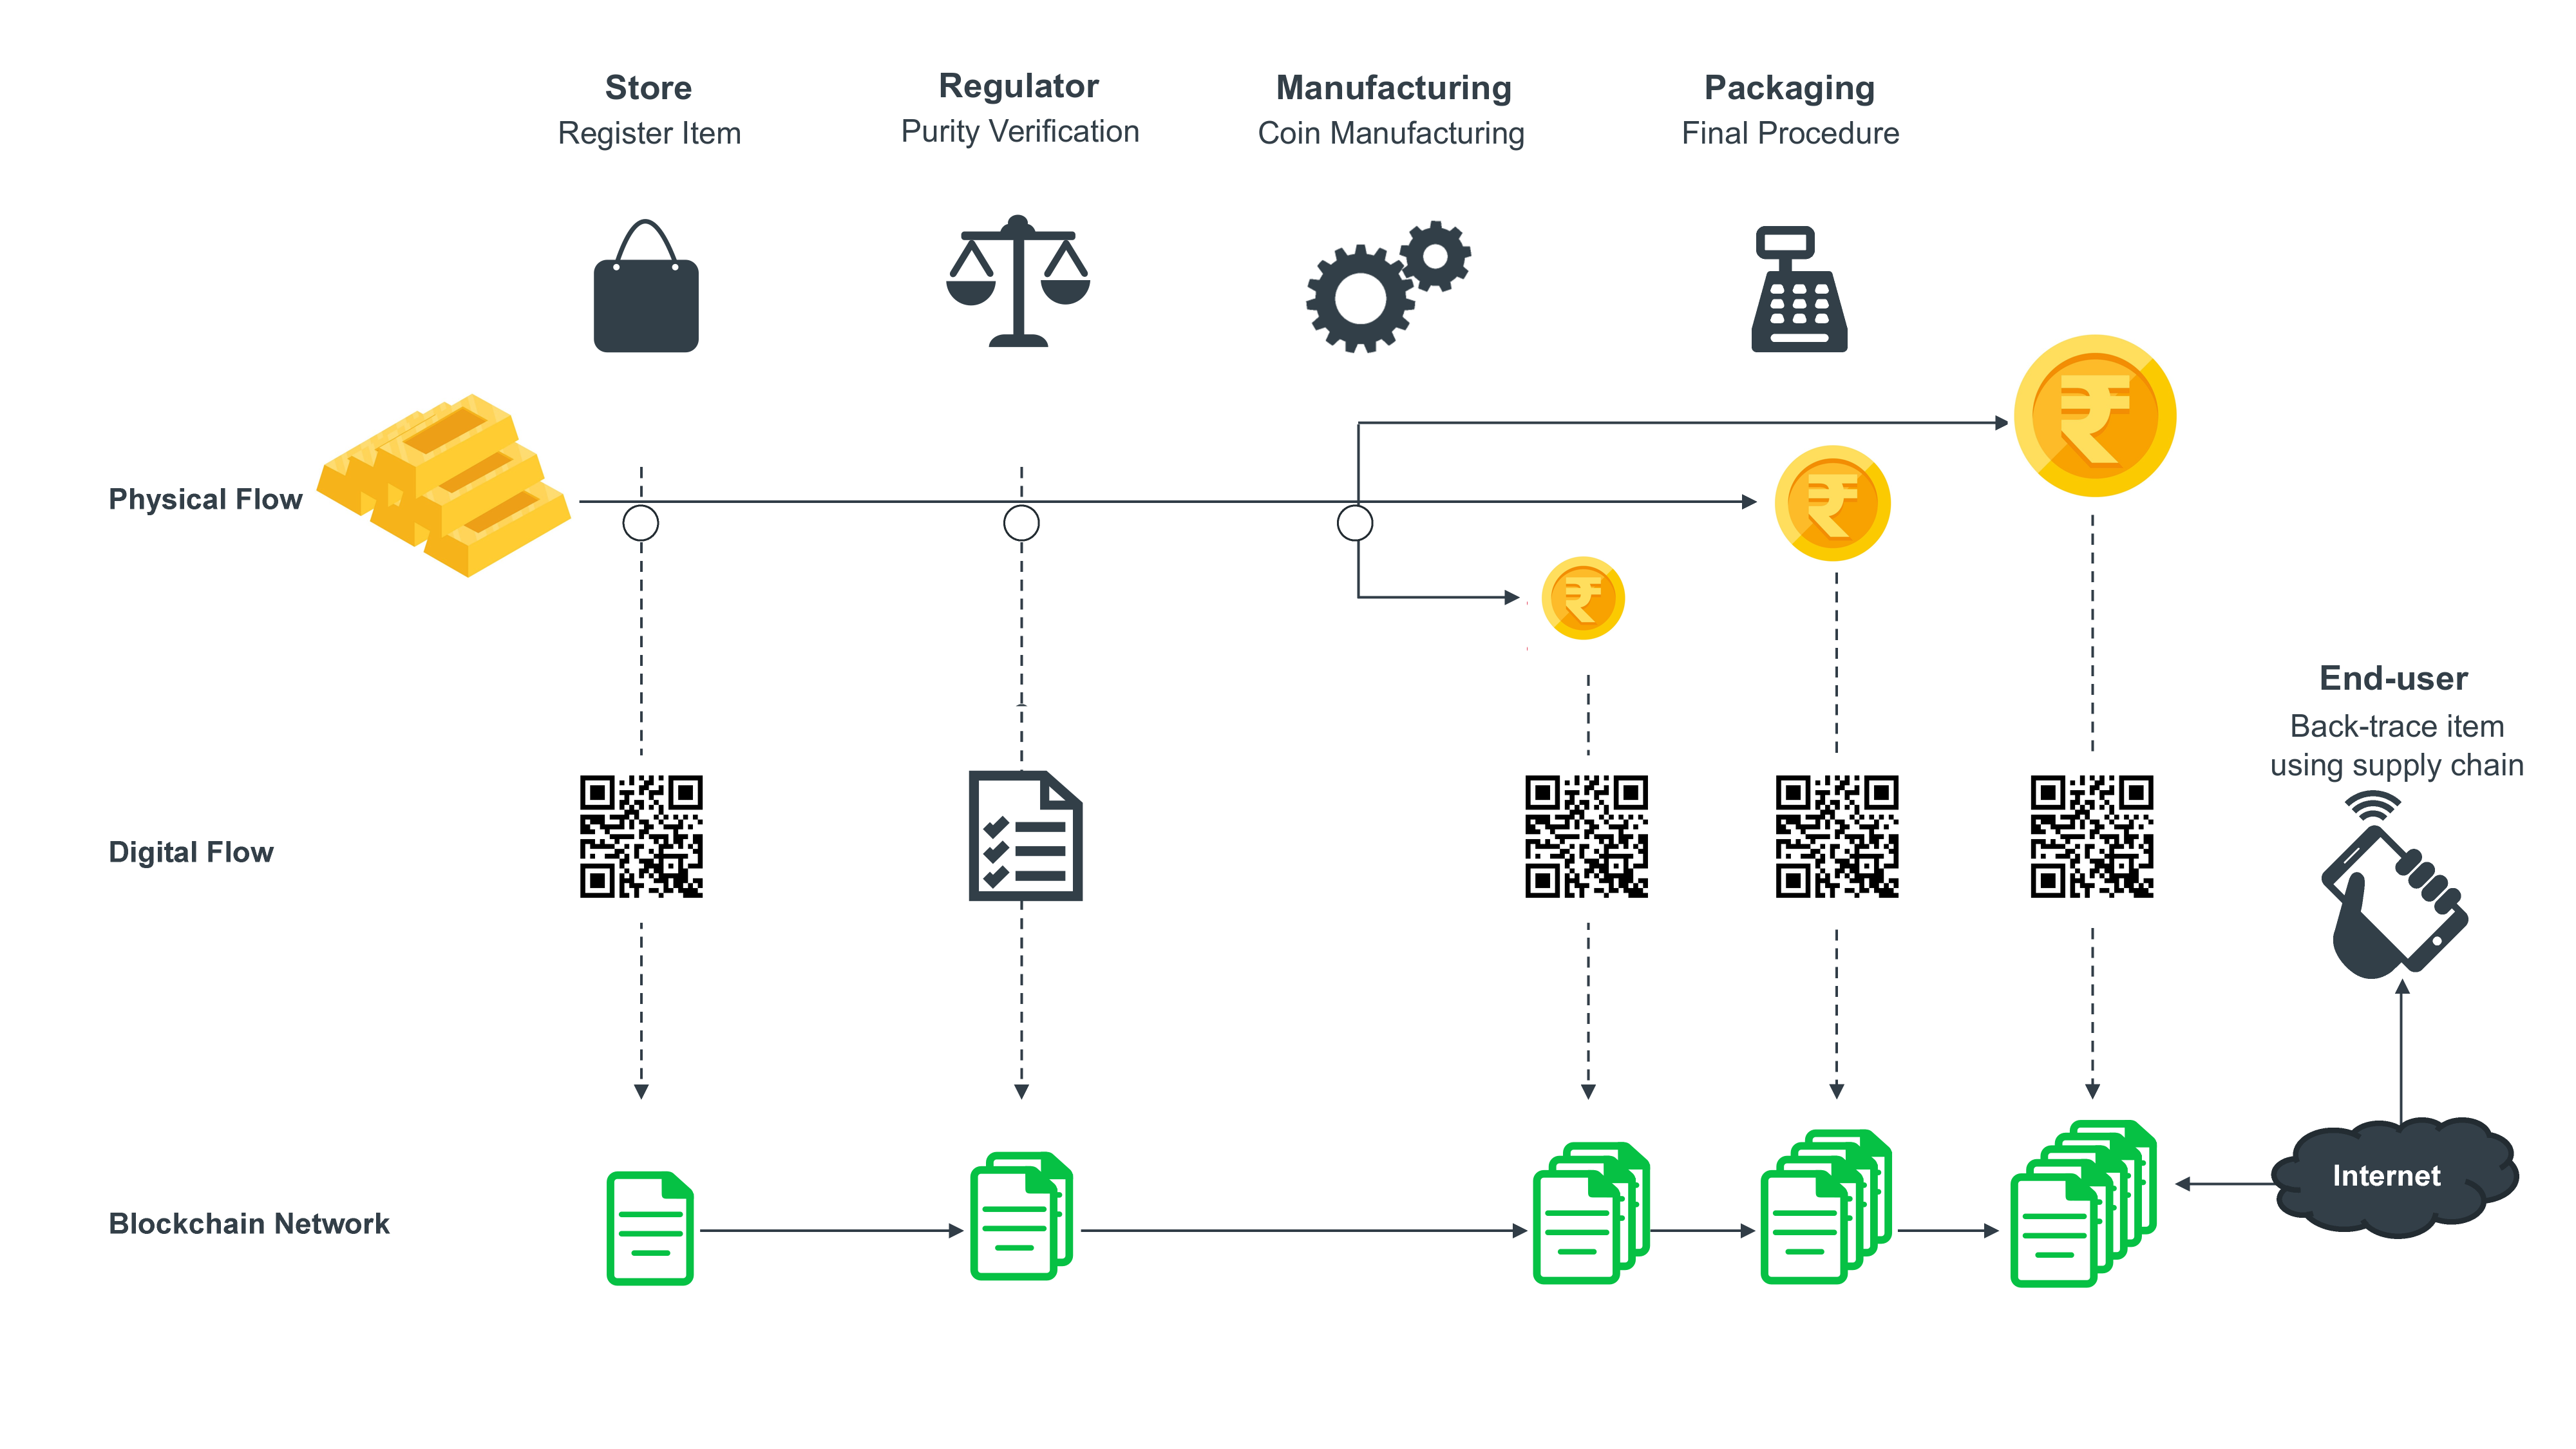 Store
Register Item
Regulator
Purity Verification
Manufacturing
Coin Manufacturing
Packaging
Final Procedure
Physical Flow
₹
₹
₹
End-user
Back-trace item
using supply chain
Digital Flow
Internet
Blockchain Network